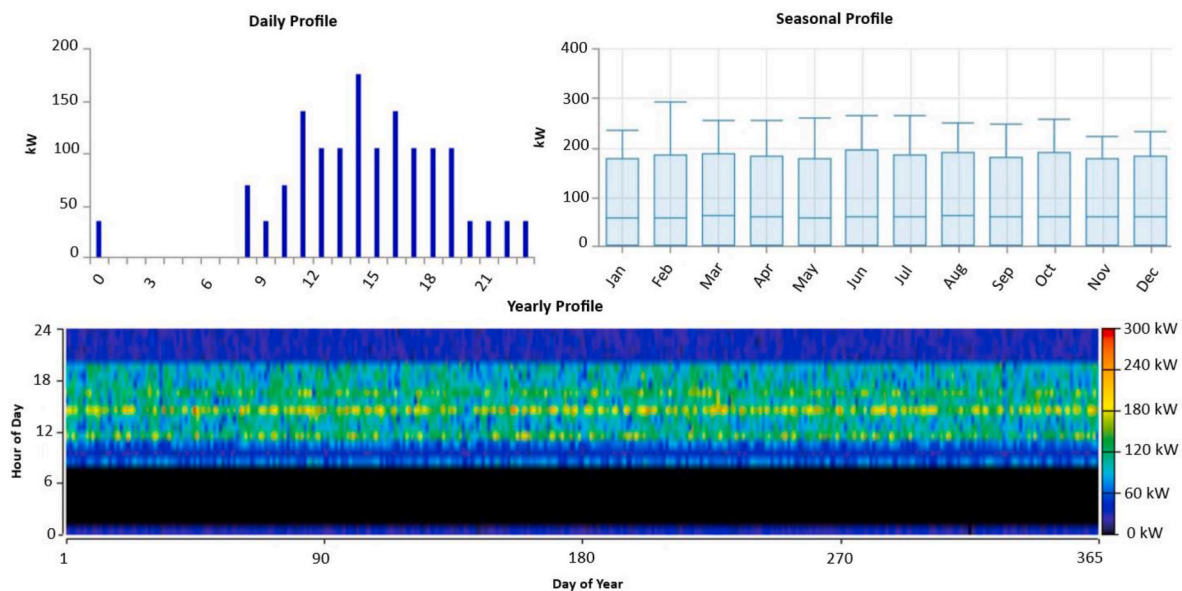 Daily Profile
200
150
100
50
0
kW
0 3 6 9 12 15 18 21
Seasonal Profile
400
300
200
100
0
kW
Jan Feb Mar Apr May Jun Jul Aug Sep Oct Nov Dec
Yearly Profile
24
18
12
6
0
Hour of Day
1 90 180 270 365
Day of Year
300 kW
240 kW
180 kW
120 kW
60 kW
0 kW